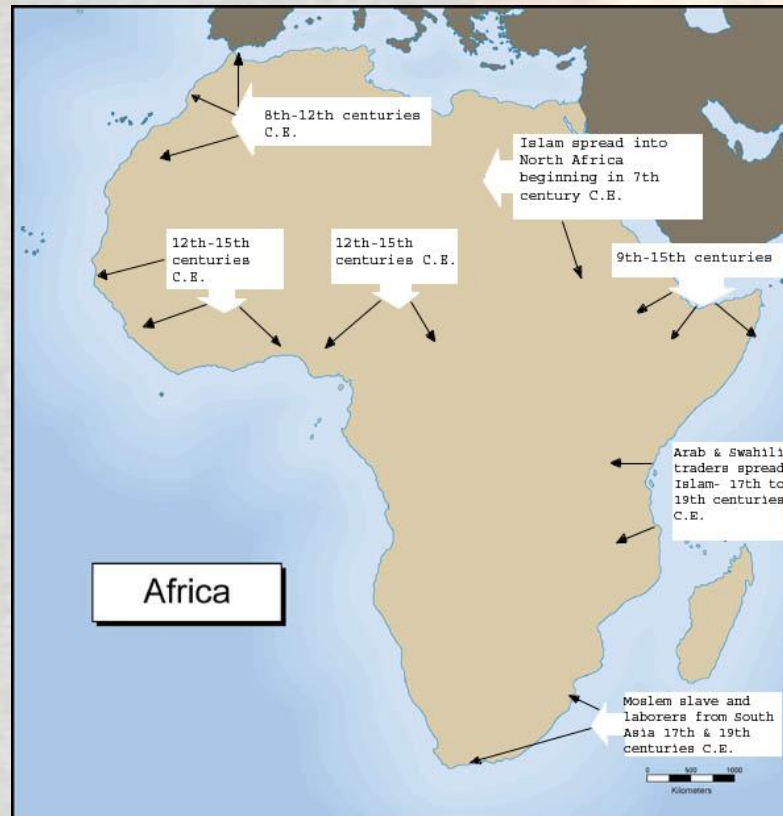 8th-12th centuries
C.E.
Islam spread into
North Africa
beginning in 7th
century C.E.
12th-15th
centuries
C.E.
12th-15th
centuries C.E.
9th-15th centuries
Arab & Swahili
traders spread
Islam- 17th to
19th centuries
C.E.
Africa
Moslem slave and
laborers from South
Asia 17th & 19th
centuries C.E.
0 500 1000
Kilometers